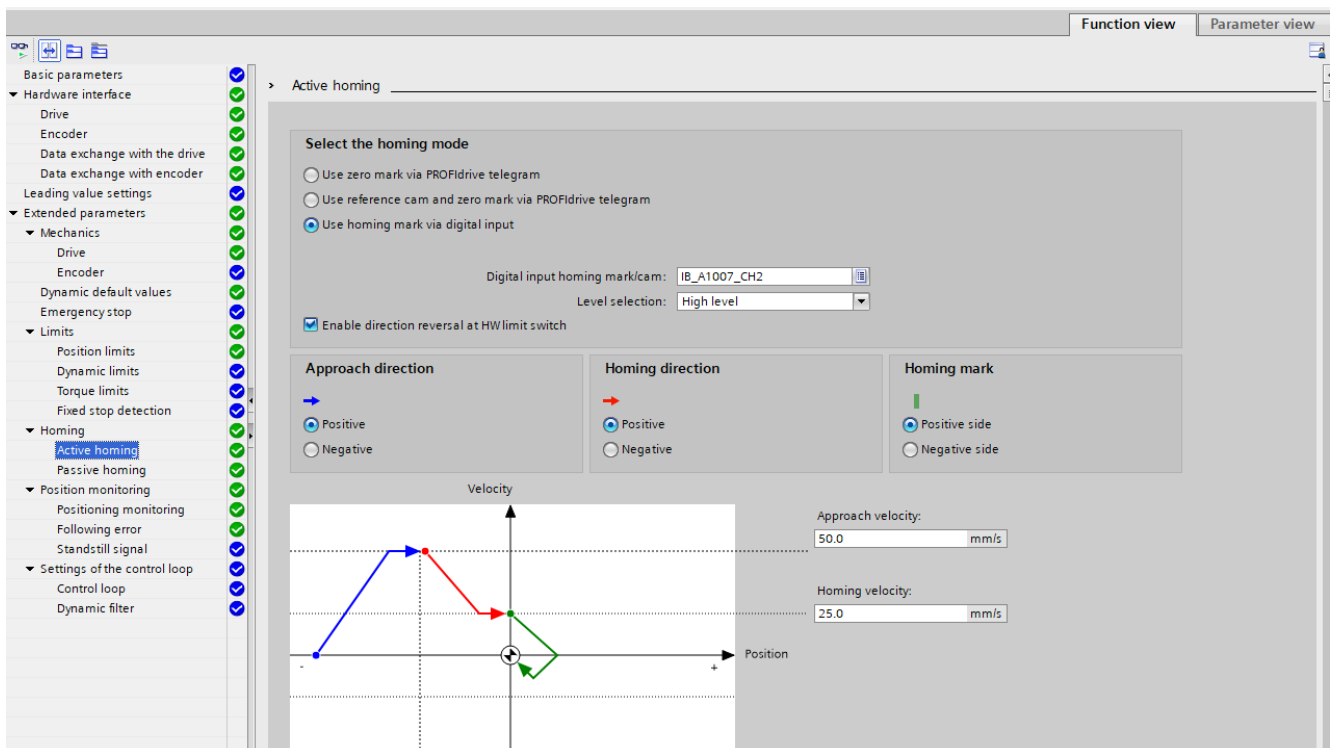 Function view
Parameter view
Basic parameters
Hardware interface
Drive
Encoder
Data exchange with the drive
Data exchange with encoder
Leading value settings
Extended parameters
Mechanics
Drive
Encoder
Dynamic default values
Emergency stop
Limits
Position limits
Dynamic limits
Torque limits
Fixed stop detection
Homing
Active homing
Passive homing
Position monitoring
Positioning monitoring
Following error
Standstill signal
Settings of the control loop
Control loop
Dynamic filter
Active homing
Select the homing mode
Use zero mark via PROFIdrive telegram
Use reference cam and zero mark via PROFIdrive telegram
Use homing mark via digital input
Digital input homing mark/cam: IB_A1007_CH2
Level selection: High level
Enable direction reversal at HW limit switch
Approach direction
Positive
Negative
Homing direction
Positive
Negative
Homing mark
Positive side
Negative side
Velocity
Approach velocity:
50.0 mm/s
Homing velocity:
25.0 mm/s
Position
- +